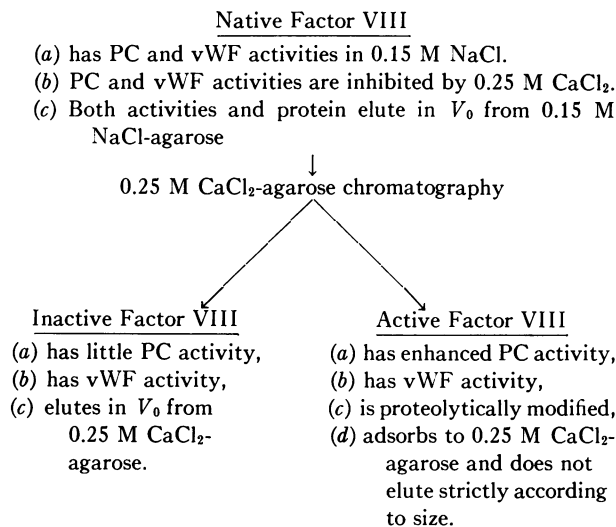 Native Factor VIII
(a) has PC and vWF activities in 0.15 M NaCl.
(b) PC and vWF activities are inhibited by 0.25 M CaCl₂.
(c) Both activities and protein elute in V₀ from 0.15 M
NaCl-agarose
↓
0.25 M CaCl₂-agarose chromatography
Inactive Factor VIII
(a) has little PC activity,
(b) has vWF activity,
(c) elutes in V₀ from
0.25 M CaCl₂-
agarose.
Active Factor VIII
(a) has enhanced PC activity,
(b) has vWF activity,
(c) is proteolytically modified,
(d) adsorbs to 0.25 M CaCl₂-
agarose and does not
elute strictly according
to size.